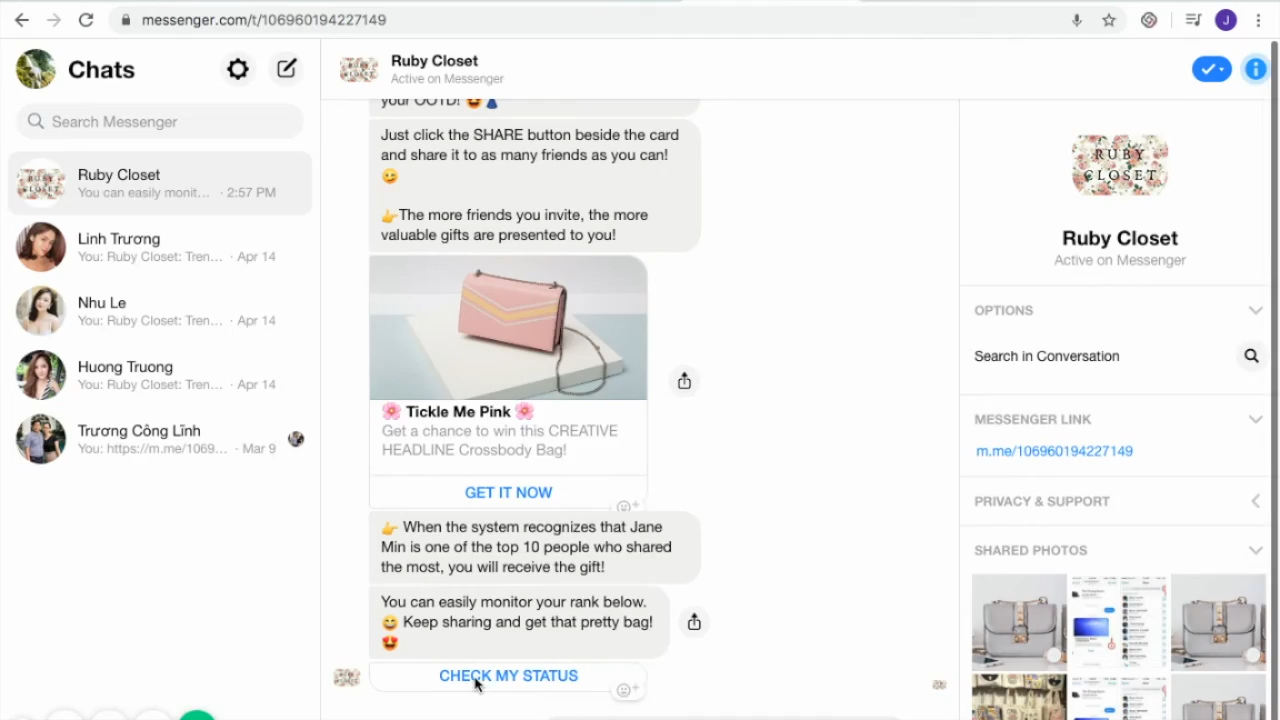 messenger.com/t/106960194227149
J
Chats
Search Messenger
Ruby Closet
You can easily monit... · 2:57 PM
Linh Trương
You: Ruby Closet: Tren... · Apr 14
Nhu Le
You: Ruby Closet: Tren... · Apr 14
Huong Truong
You: Ruby Closet: Tren... · Apr 14
Trương Công Lĩnh
You: https://m.me/1069... · Mar 9
Ruby Closet
Active on Messenger
your OOTD! 🤩👗
Just click the SHARE button beside the card
and share it to as many friends as you can!
😉
👉The more friends you invite, the more
valuable gifts are presented to you!
🌸 Tickle Me Pink 🌸
Get a chance to win this CREATIVE
HEADLINE Crossbody Bag!
GET IT NOW
👉 When the system recognizes that Jane
Min is one of the top 10 people who shared
the most, you will receive the gift!
You can easily monitor your rank below.
😄 Keep sharing and get that pretty bag!
🤩
CHECK MY STATUS
RUBY
CLOSET
Ruby Closet
Active on Messenger
OPTIONS
Search in Conversation
MESSENGER LINK
m.me/106960194227149
PRIVACY & SUPPORT
SHARED PHOTOS